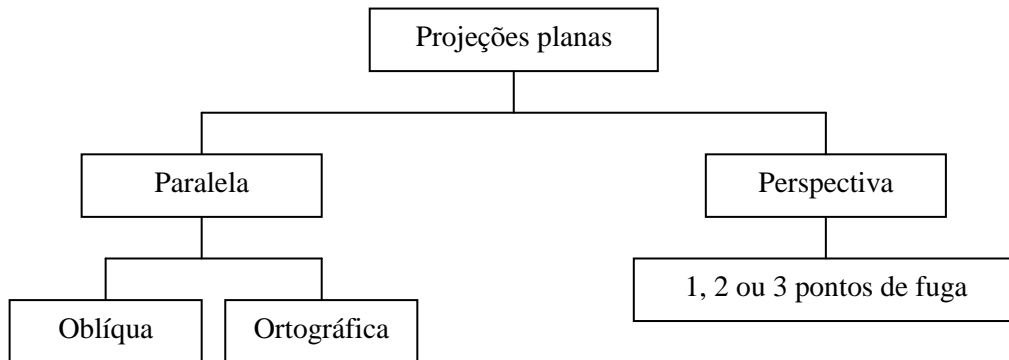 Projeções planas
Paralela
Perspectiva
1, 2 ou 3 pontos de fuga
Oblíqua
Ortográfica